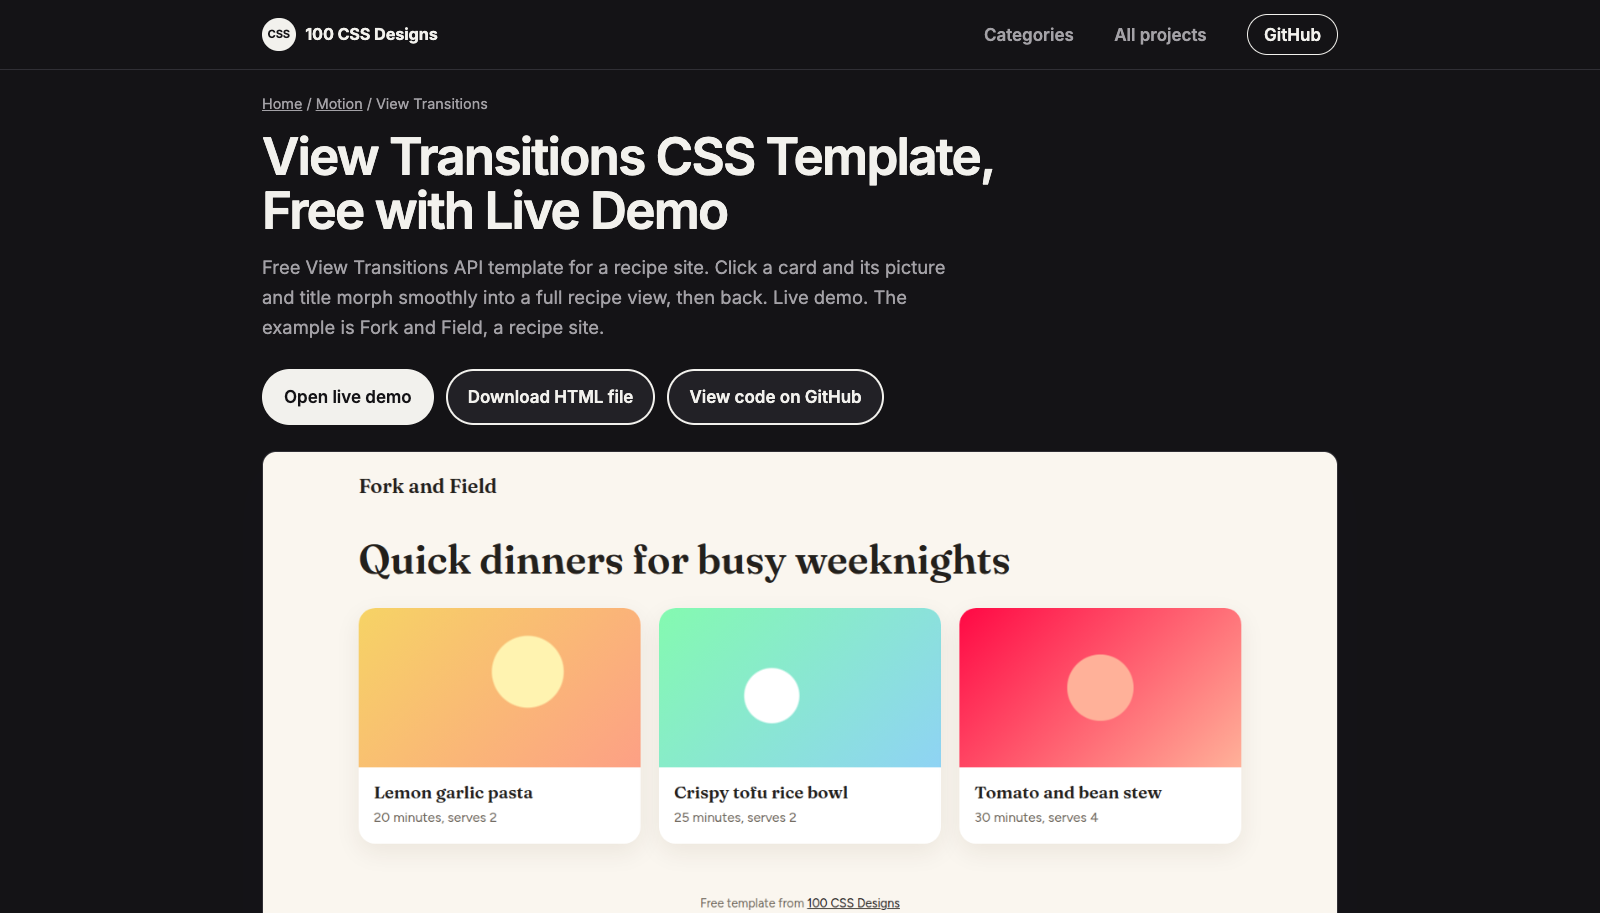 CSS 100 CSS Designs
Categories
All projects
GitHub
Home / Motion / View Transitions
View Transitions CSS Template,
Free with Live Demo
Free View Transitions API template for a recipe site. Click a card and its picture
and title morph smoothly into a full recipe view, then back. Live demo. The
example is Fork and Field, a recipe site.
Open live demo
Download HTML file
View code on GitHub
Fork and Field
Quick dinners for busy weeknights
Lemon garlic pasta
20 minutes, serves 2
Crispy tofu rice bowl
25 minutes, serves 2
Tomato and bean stew
30 minutes, serves 4
Free template from 100 CSS Designs